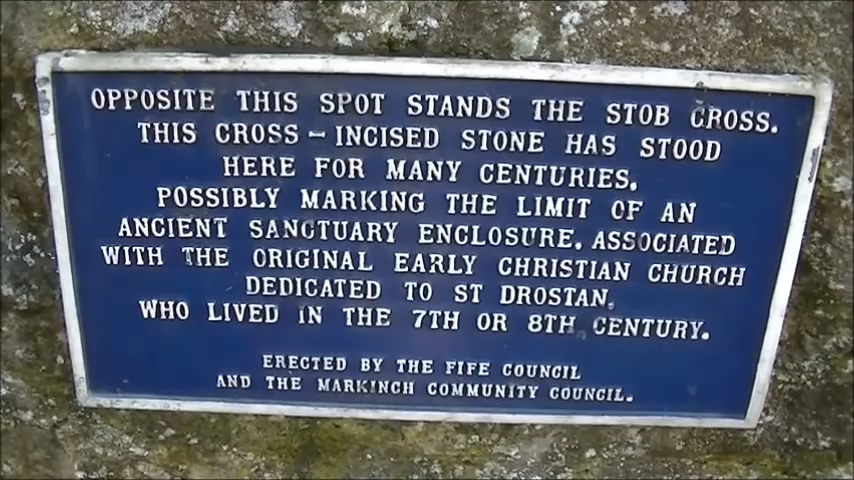 OPPOSITE THIS SPOT STANDS THE STOB CROSS.
THIS CROSS-INCISED STONE HAS STOOD
HERE FOR MANY CENTURIES.
POSSIBLY MARKING THE LIMIT OF AN
ANCIENT SANCTUARY ENCLOSURE. ASSOCIATED
WITH THE ORIGINAL EARLY CHRISTIAN CHURCH
DEDICATED TO ST DROSTAN.
WHO LIVED IN THE 7TH OR 8TH CENTURY.
ERECTED BY THE FIFE COUNCIL
AND THE MARKINCH COMMUNITY COUNCIL.